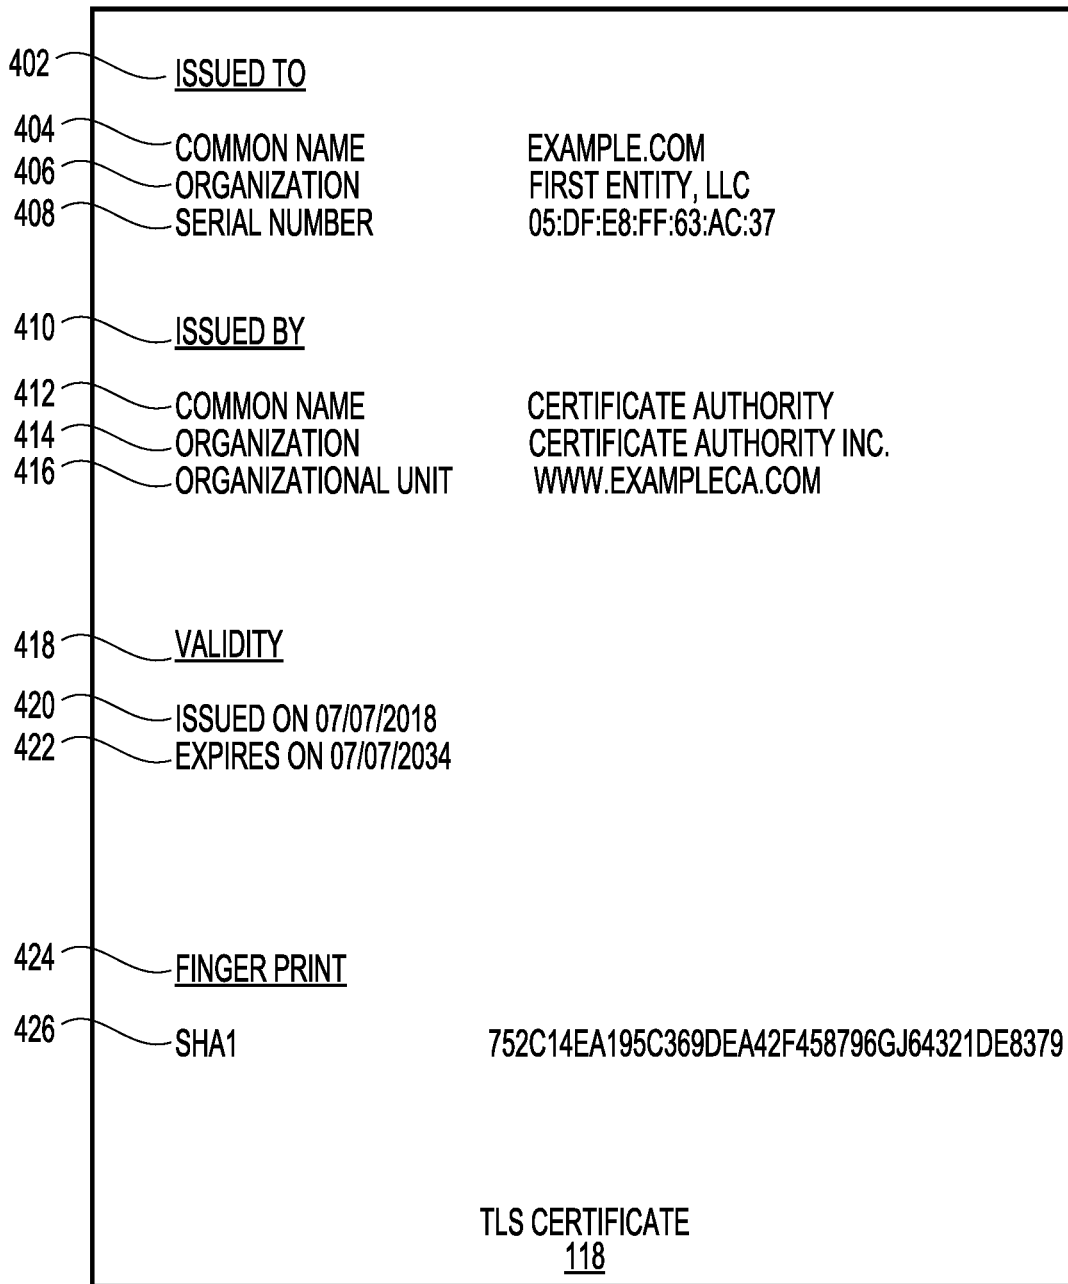 402 ISSUED TO
404 COMMON NAME EXAMPLE.COM
406 ORGANIZATION FIRST ENTITY, LLC
408 SERIAL NUMBER 05:DF:E8:FF:63:AC:37
410 ISSUED BY
412 COMMON NAME CERTIFICATE AUTHORITY
414 ORGANIZATION CERTIFICATE AUTHORITY INC.
416 ORGANIZATIONAL UNIT WWW.EXAMPLECA.COM
418 VALIDITY
420 ISSUED ON 07/07/2018
422 EXPIRES ON 07/07/2034
424 FINGER PRINT
426 SHA1 752C14EA195C369DEA42F458796GJ64321DE8379
TLS CERTIFICATE
118